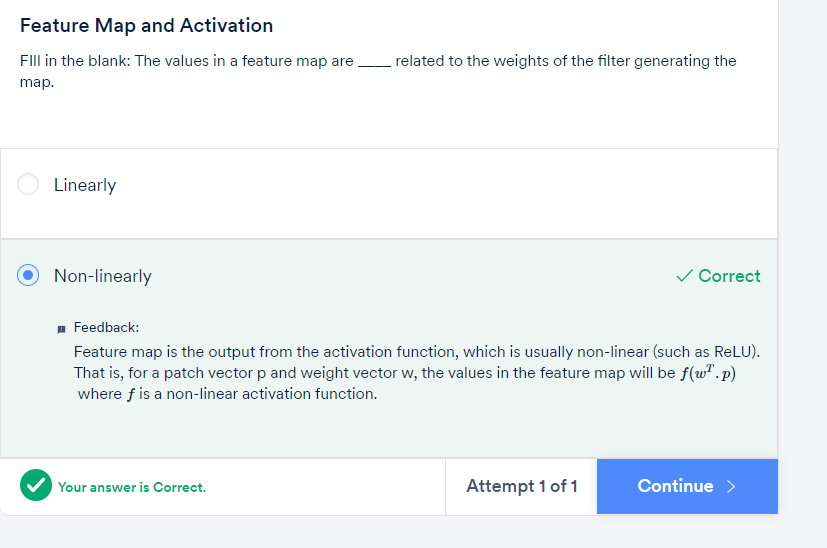 Feature Map and Activation
FIll in the blank: The values in a feature map are ____ related to the weights of the filter generating the
map.
Linearly
Non-linearly
Correct
Feedback:
Feature map is the output from the activation function, which is usually non-linear (such as ReLU).
That is, for a patch vector p and weight vector w, the values in the feature map will be f(wᵀ.p)
where f is a non-linear activation function.
Your answer is Correct.
Attempt 1 of 1
Continue